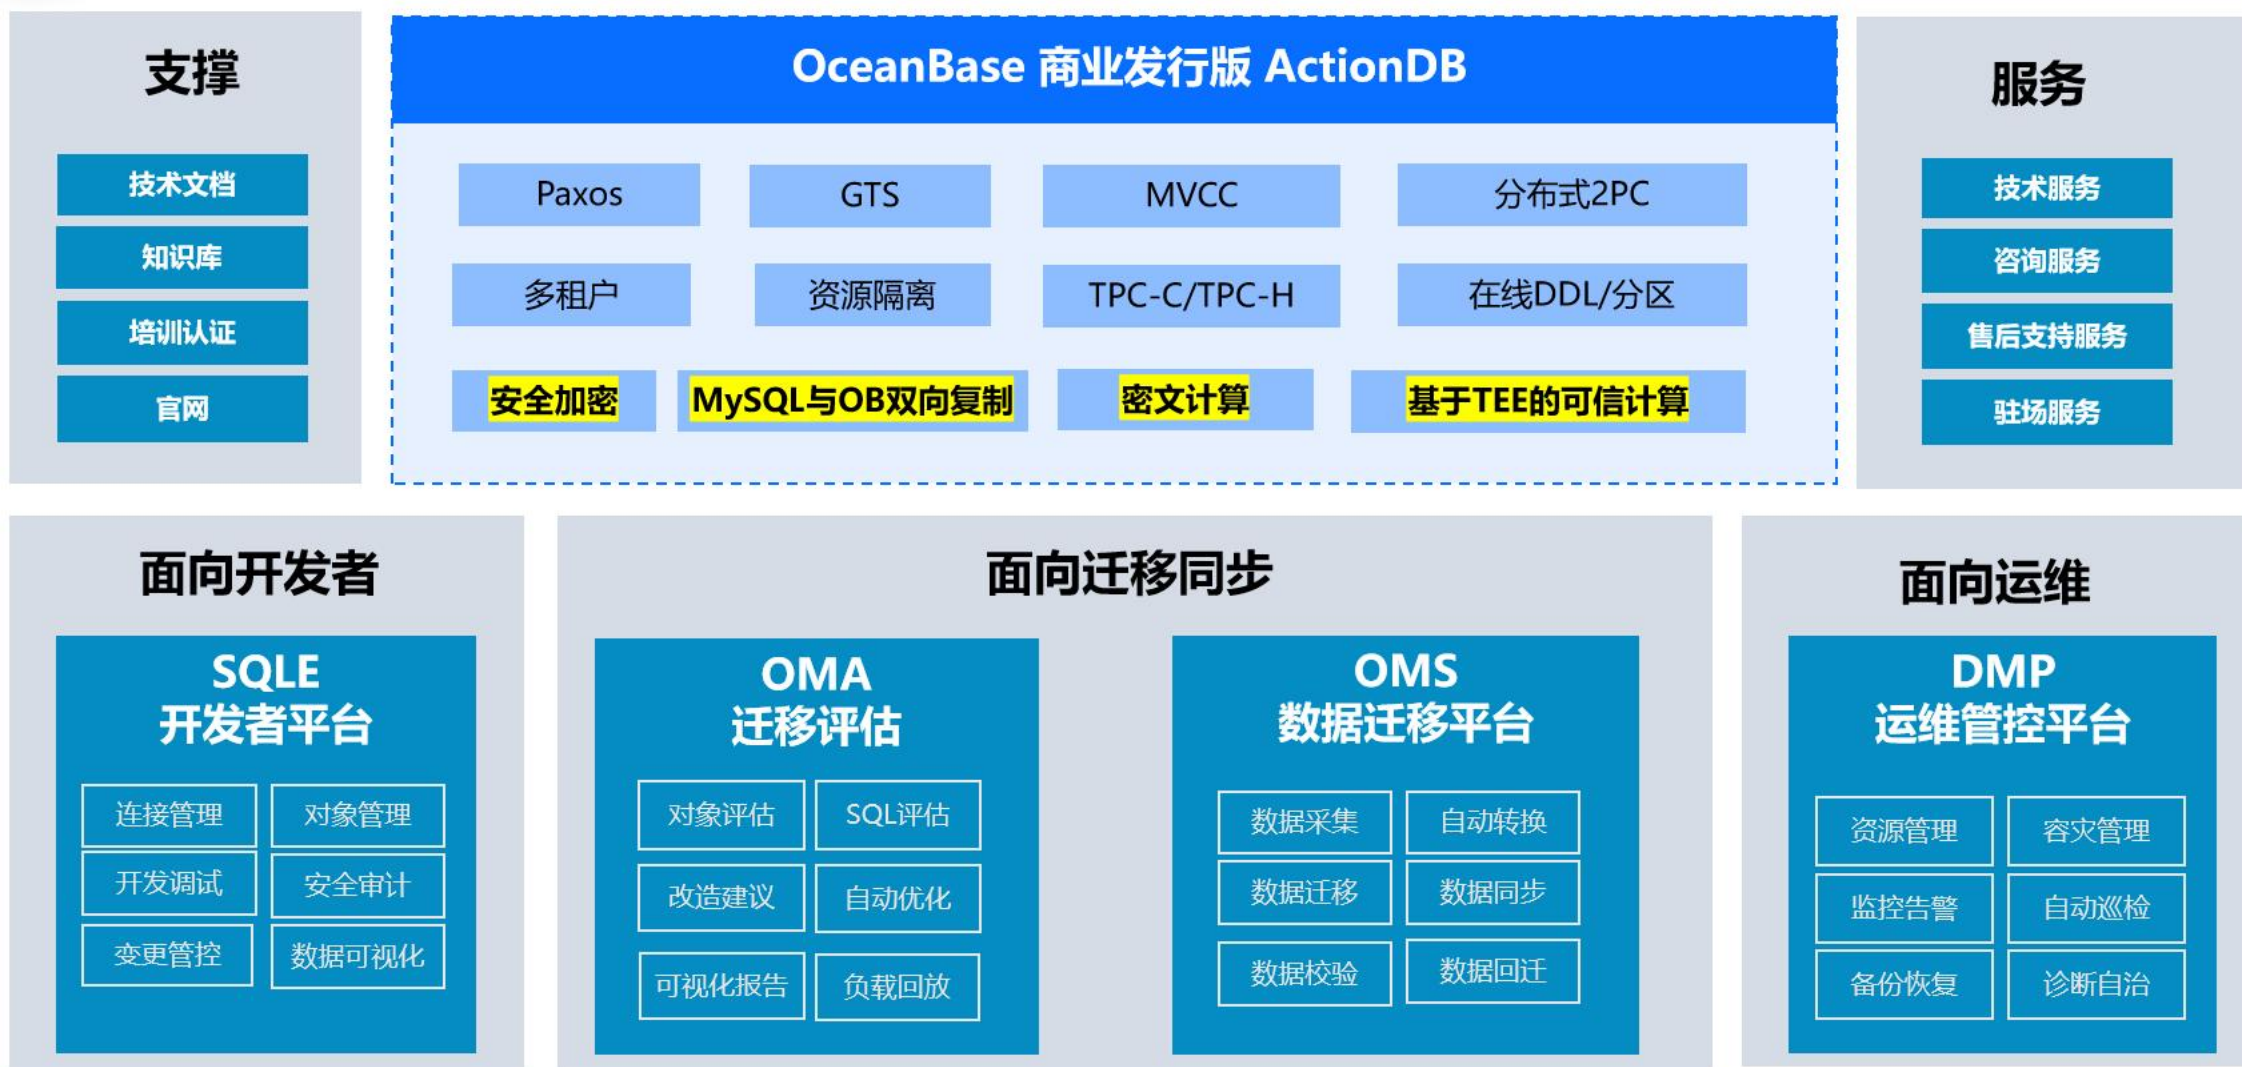 支撑
技术文档
知识库
培训认证
官网
OceanBase 商业发行版 ActionDB
Paxos
GTS
MVCC
分布式2PC
多租户
资源隔离
TPC-C/TPC-H
在线DDL/分区
安全加密
MySQL与OB双向复制
密文计算
基于TEE的可信计算
服务
技术服务
咨询服务
售后支持服务
驻场服务
面向开发者
SQLE
开发者平台
连接管理
对象管理
开发调试
安全审计
变更管控
数据可视化
面向迁移同步
OMA
迁移评估
对象评估
SQL评估
改造建议
自动优化
可视化报告
负载回放
OMS
数据迁移平台
数据采集
自动转换
数据迁移
数据同步
数据校验
数据回迁
面向运维
DMP
运维管控平台
资源管理
容灾管理
监控告警
自动巡检
备份恢复
诊断自治